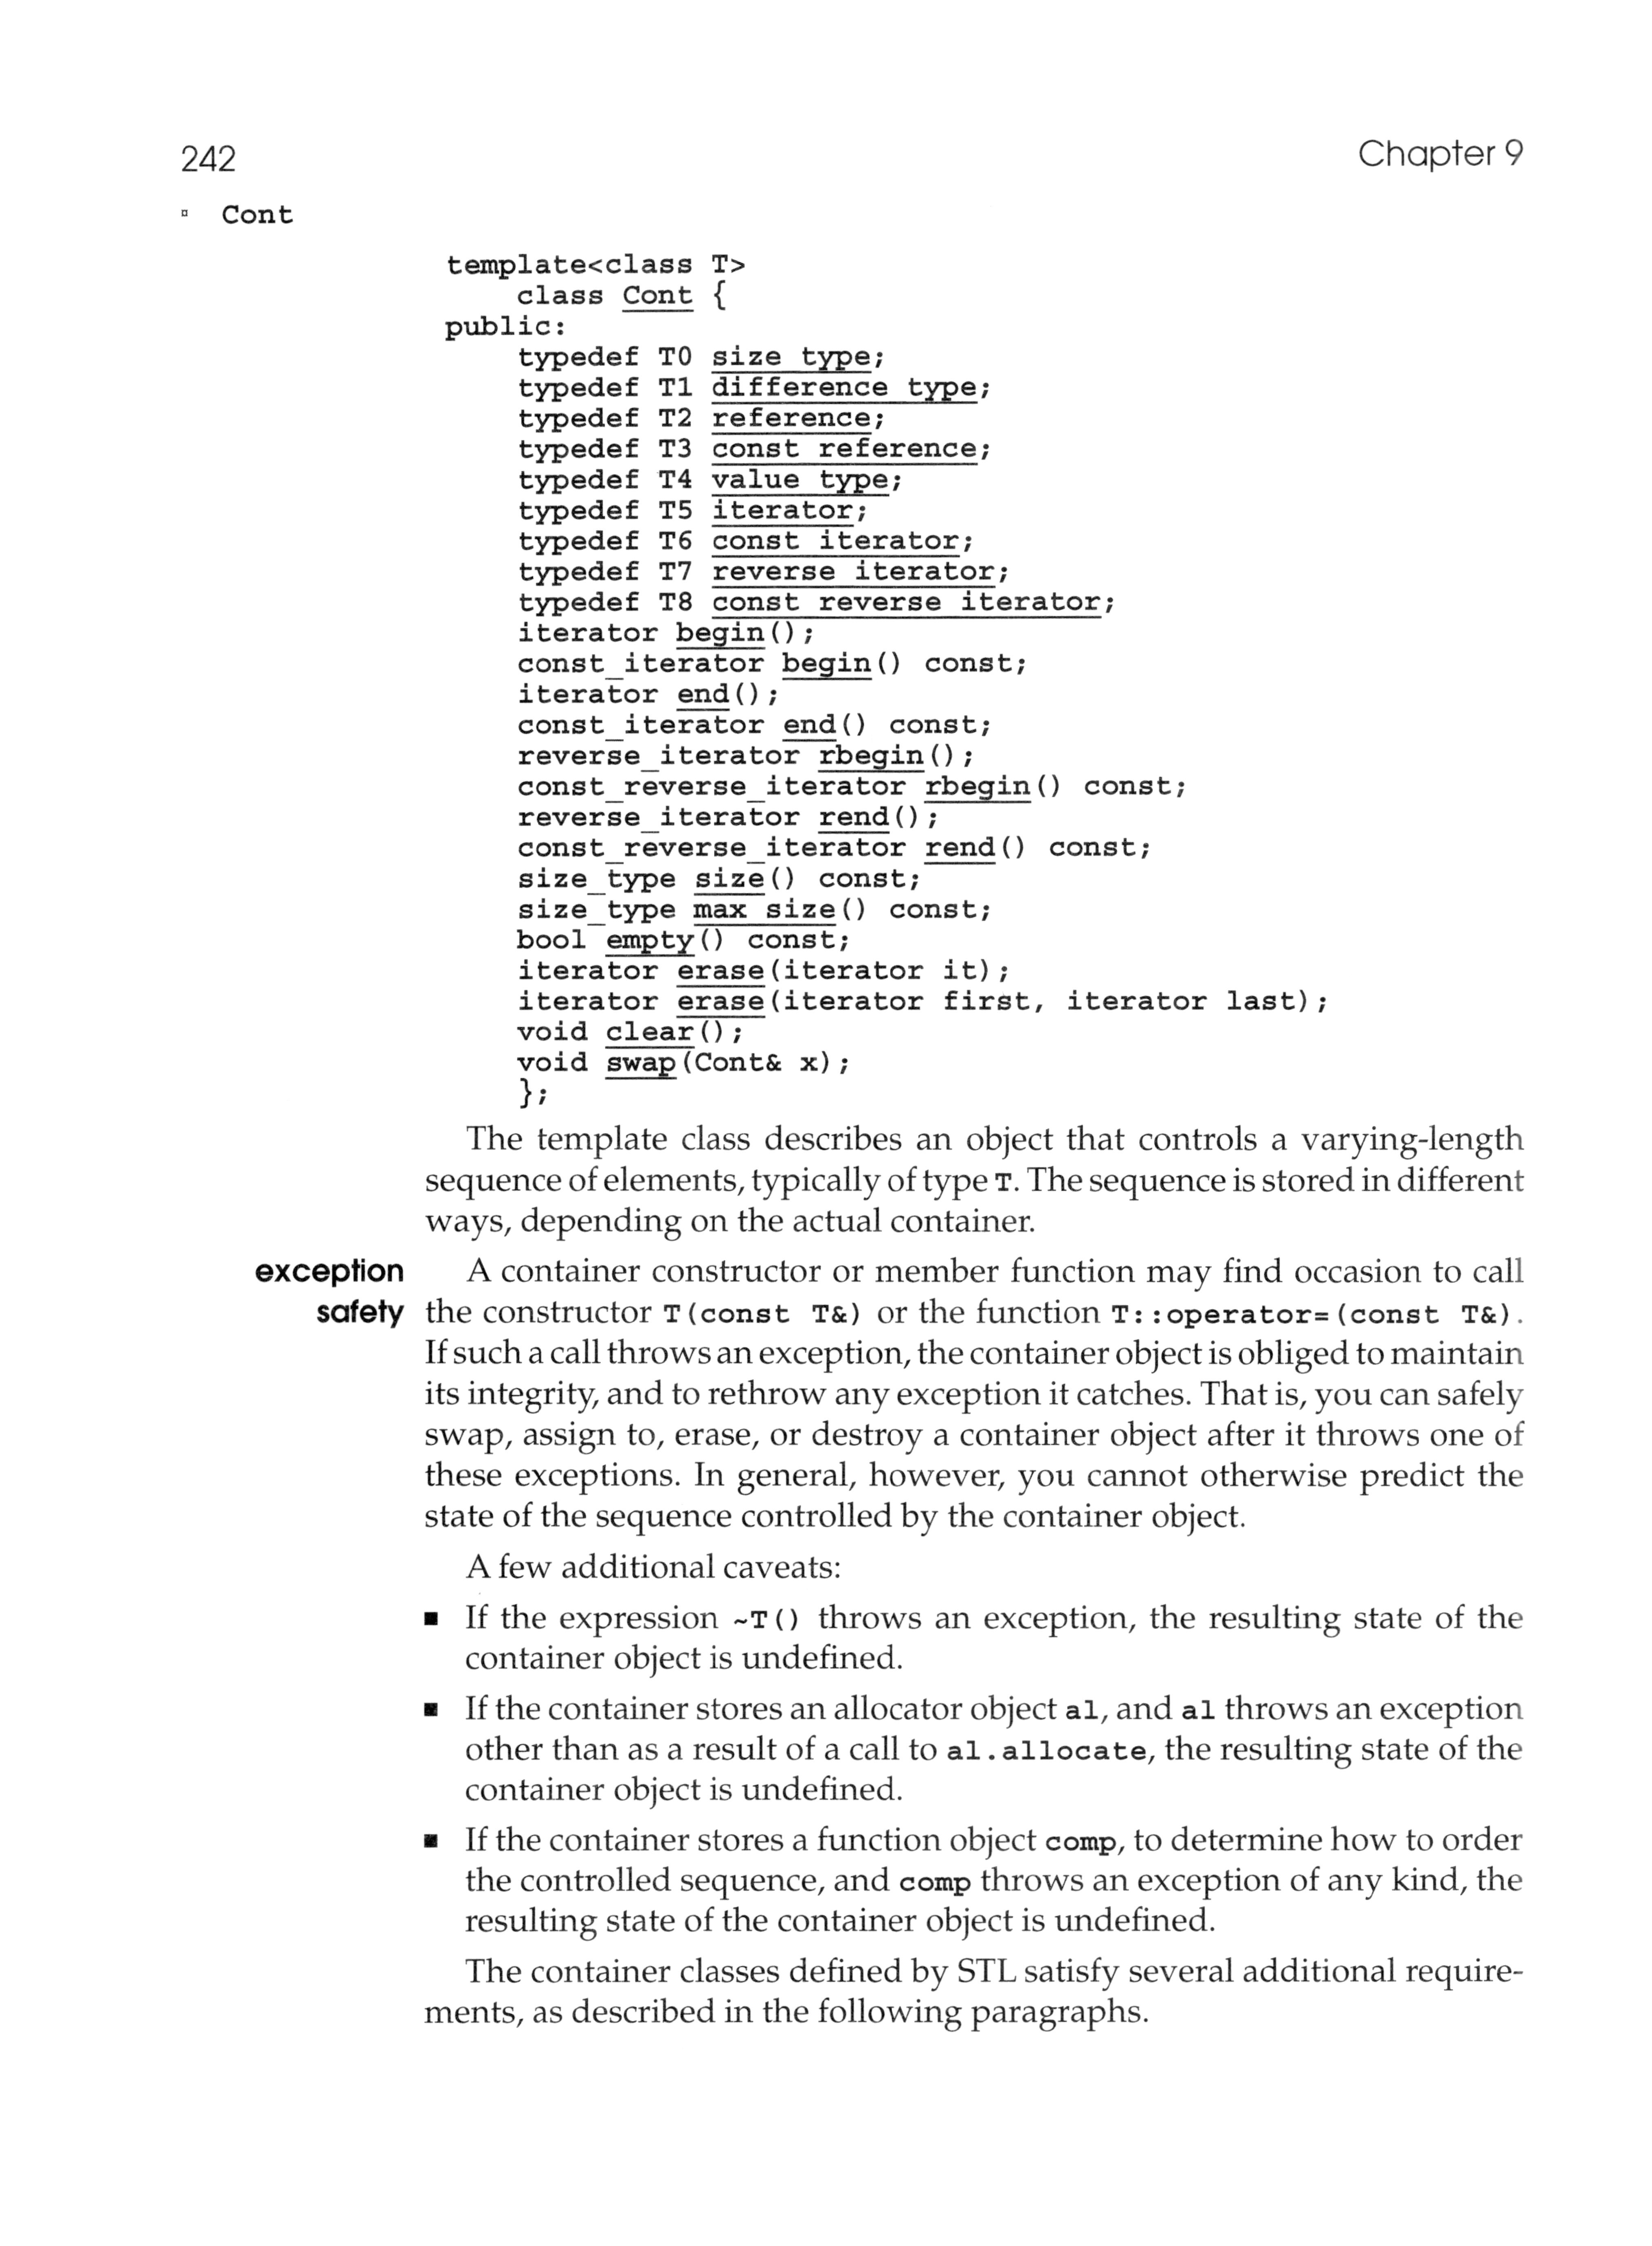 242
Chapter 9
▫ Cont
template<class T>
class Cont {
public:
typedef T0 size_type;
typedef T1 difference_type;
typedef T2 reference;
typedef T3 const_reference;
typedef T4 value_type;
typedef T5 iterator;
typedef T6 const_iterator;
typedef T7 reverse_iterator;
typedef T8 const_reverse_iterator;
iterator begin();
const_iterator begin() const;
iterator end();
const_iterator end() const;
reverse_iterator rbegin();
const_reverse_iterator rbegin() const;
reverse_iterator rend();
const_reverse_iterator rend() const;
size_type size() const;
size_type max_size() const;
bool empty() const;
iterator erase(iterator it);
iterator erase(iterator first, iterator last);
void clear();
void swap(Cont& x);
};
The template class describes an object that controls a varying-length
sequence of elements, typically of type T. The sequence is stored in different
ways, depending on the actual container.
exception A container constructor or member function may find occasion to call
safety the constructor T(const T&) or the function T::operator=(const T&).
If such a call throws an exception, the container object is obliged to maintain
its integrity, and to rethrow any exception it catches. That is, you can safely
swap, assign to, erase, or destroy a container object after it throws one of
these exceptions. In general, however, you cannot otherwise predict the
state of the sequence controlled by the container object.
A few additional caveats:
■ If the expression ~T() throws an exception, the resulting state of the
container object is undefined.
■ If the container stores an allocator object al, and al throws an exception
other than as a result of a call to al.allocate, the resulting state of the
container object is undefined.
■ If the container stores a function object comp, to determine how to order
the controlled sequence, and comp throws an exception of any kind, the
resulting state of the container object is undefined.
The container classes defined by STL satisfy several additional require-
ments, as described in the following paragraphs.